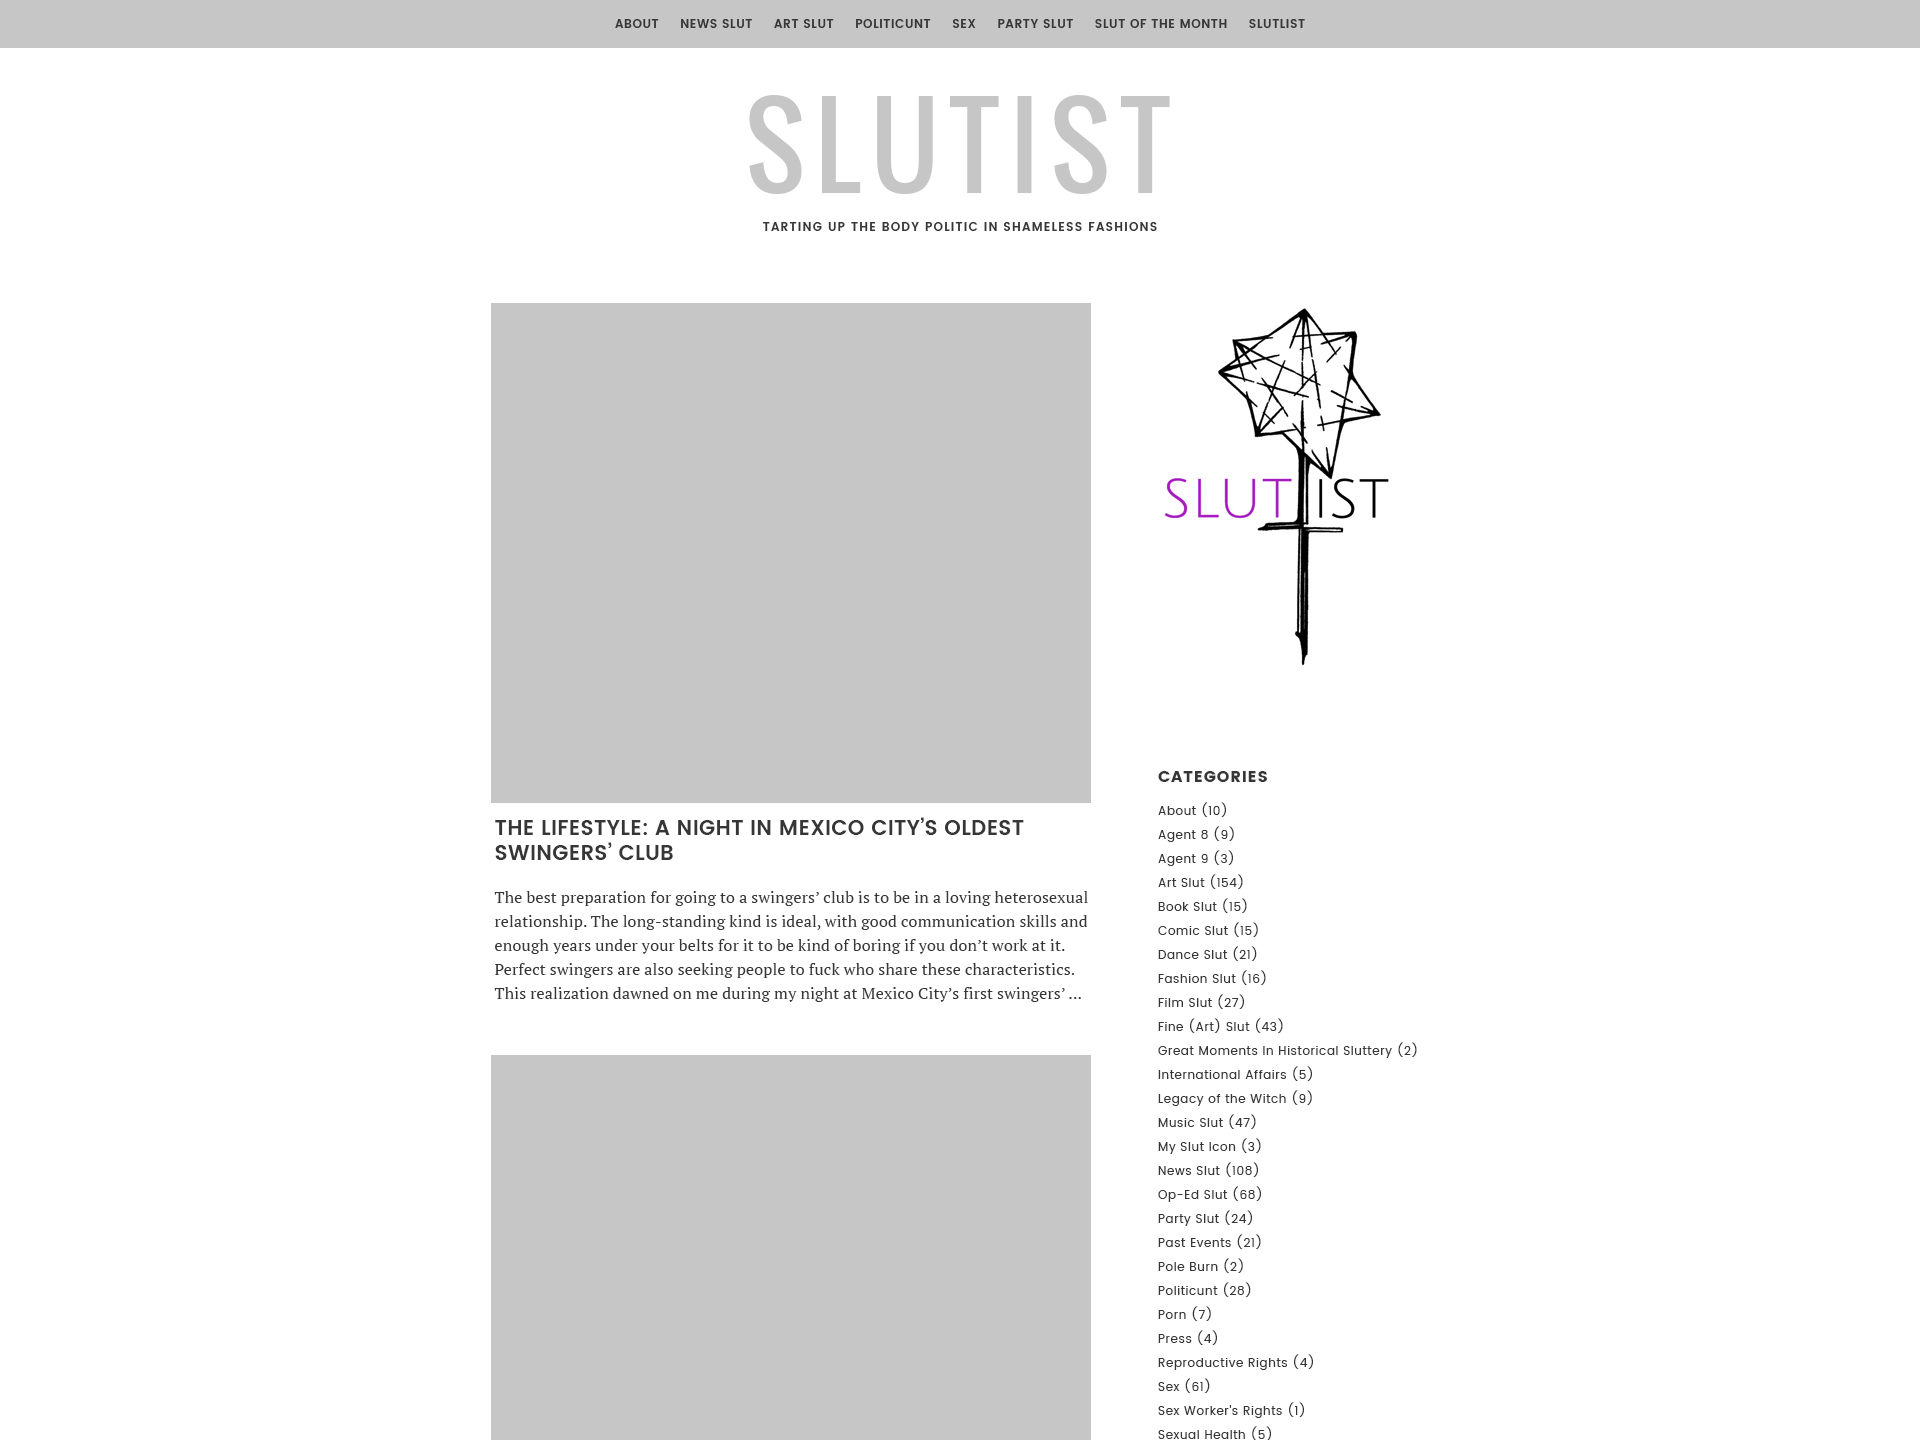 ABOUT NEWS SLUT ART SLUT POLITICUNT SEX PARTY SLUT SLUT OF THE MONTH SLUTLIST
SLUTIST
TARTING UP THE BODY POLITIC IN SHAMELESS FASHIONS
THE LIFESTYLE: A NIGHT IN MEXICO CITY’S OLDEST
SWINGERS’ CLUB
The best preparation for going to a swingers’ club is to be in a loving heterosexual
relationship. The long-standing kind is ideal, with good communication skills and
enough years under your belts for it to be kind of boring if you don’t work at it.
Perfect swingers are also seeking people to fuck who share these characteristics.
This realization dawned on me during my night at Mexico City’s first swingers’ ...
SLUTIST
CATEGORIES
About (10)
Agent 8 (9)
Agent 9 (3)
Art Slut (154)
Book Slut (15)
Comic Slut (15)
Dance Slut (21)
Fashion Slut (16)
Film Slut (27)
Fine (Art) Slut (43)
Great Moments In Historical Sluttery (2)
International Affairs (5)
Legacy of the Witch (9)
Music Slut (47)
My Slut Icon (3)
News Slut (108)
Op-Ed Slut (68)
Party Slut (24)
Past Events (21)
Pole Burn (2)
Politicunt (28)
Porn (7)
Press (4)
Reproductive Rights (4)
Sex (61)
Sex Worker's Rights (1)
Sexual Health (5)